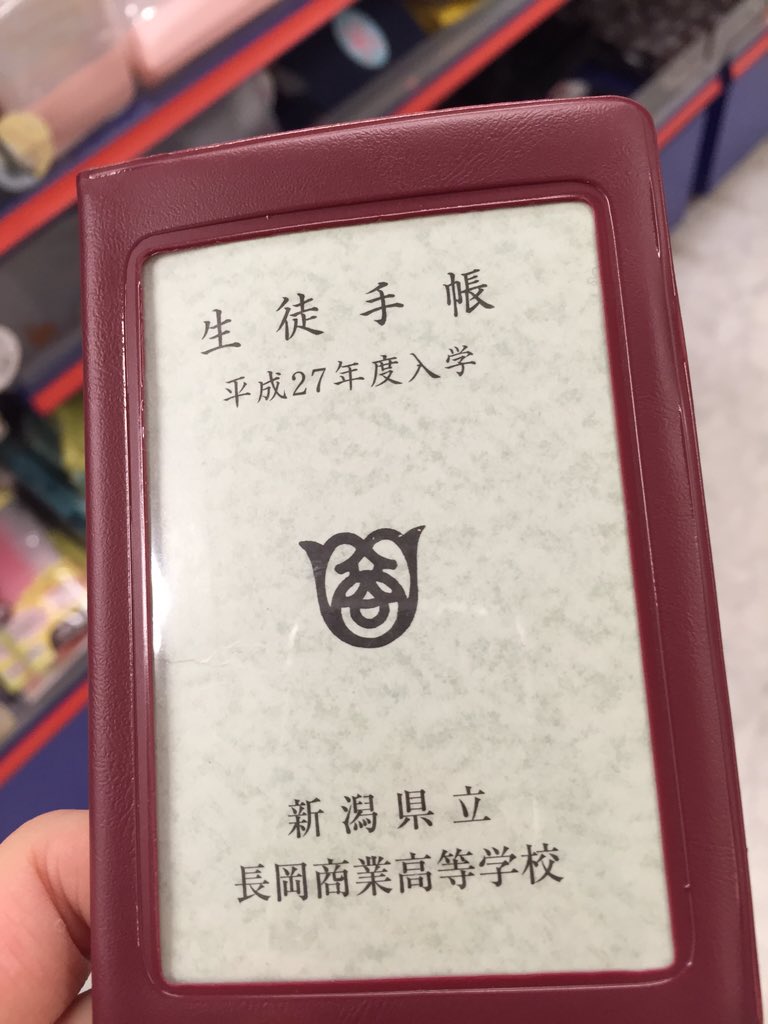 生徒手帳
平成27年度入学
商
新潟県立
長岡商業高等学校